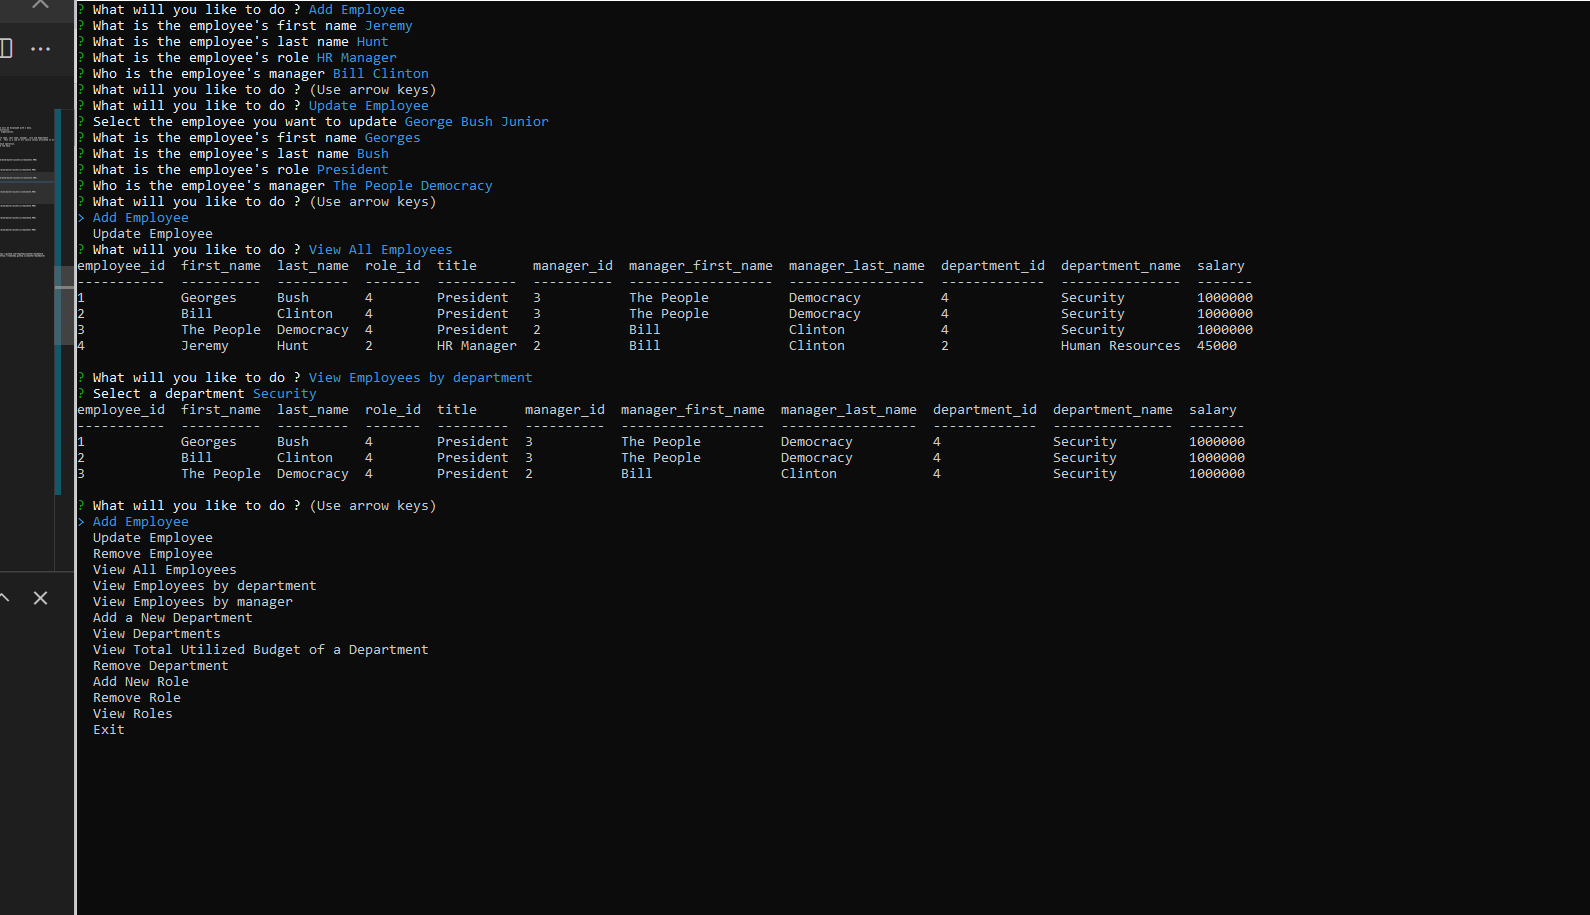 ? What will you like to do ? Add Employee
? What is the employee's first name Jeremy
? What is the employee's last name Hunt
? What is the employee's role HR Manager
? Who is the employee's manager Bill Clinton
? What will you like to do ? (Use arrow keys)
? What will you like to do ? Update Employee
? Select the employee you want to update George Bush Junior
? What is the employee's first name Georges
? What is the employee's last name Bush
? What is the employee's role President
? Who is the employee's manager The People Democracy
? What will you like to do ? (Use arrow keys)
> Add Employee
  Update Employee
? What will you like to do ? View All Employees
employee_id  first_name  last_name  role_id  title       manager_id  manager_first_name  manager_last_name  department_id  department_name  salary
-----------  ----------  ---------  -------  ----------  ----------  ------------------  -----------------  -------------  ---------------  -------
1            Georges     Bush       4        President   3           The People          Democracy          4              Security         1000000
2            Bill        Clinton    4        President   3           The People          Democracy          4              Security         1000000
3            The People  Democracy  4        President   2           Bill                Clinton            4              Security         1000000
4            Jeremy      Hunt       2        HR Manager  2           Bill                Clinton            2              Human Resources  45000
? What will you like to do ? View Employees by department
? Select a department Security
employee_id  first_name  last_name  role_id  title      manager_id  manager_first_name  manager_last_name  department_id  department_name  salary
-----------  ----------  ---------  -------  ---------  ----------  ------------------  -----------------  -------------  ---------------  -------
1            Georges     Bush       4        President  3           The People          Democracy          4              Security         1000000
2            Bill        Clinton    4        President  3           The People          Democracy          4              Security         1000000
3            The People  Democracy  4        President  2           Bill                Clinton            4              Security         1000000
? What will you like to do ? (Use arrow keys)
> Add Employee
  Update Employee
  Remove Employee
  View All Employees
  View Employees by department
  View Employees by manager
  Add a New Department
  View Departments
  View Total Utilized Budget of a Department
  Remove Department
  Add New Role
  Remove Role
  View Roles
  Exit